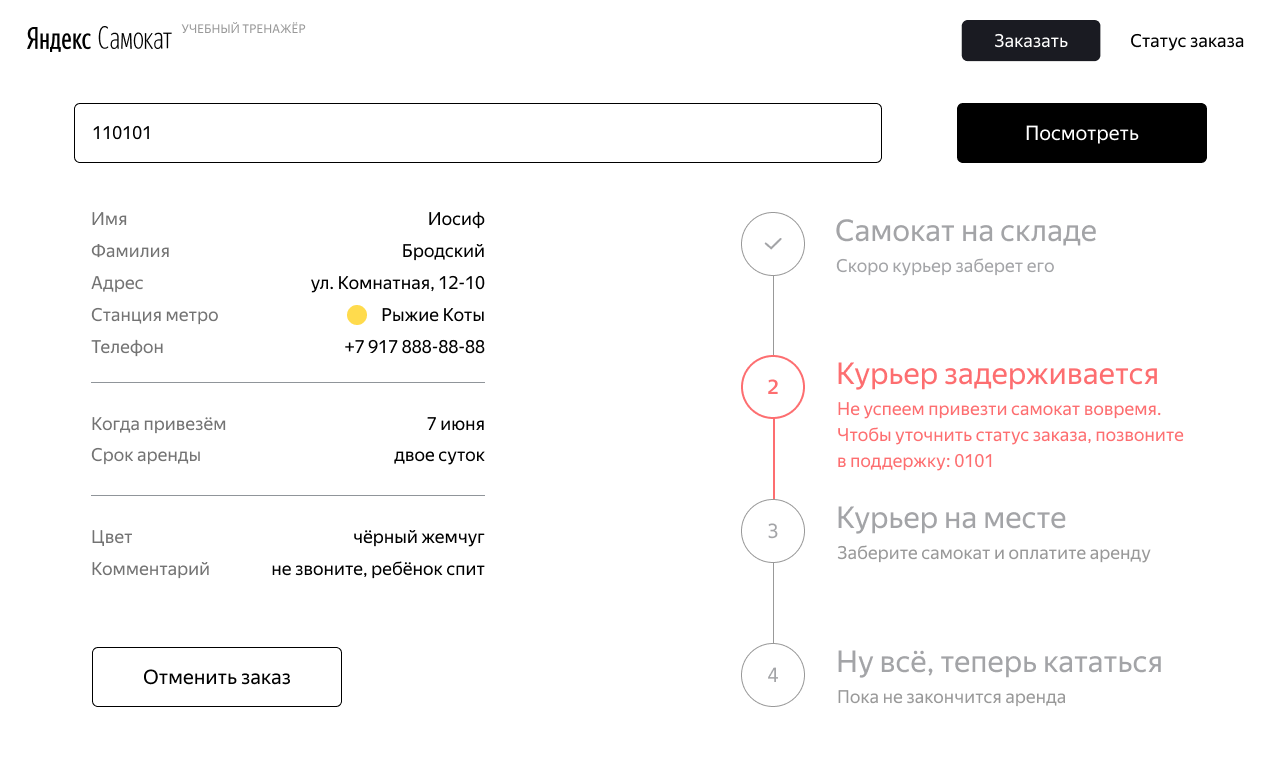 Яндекс Самокат УЧЕБНЫЙ ТРЕНАЖЁР
Заказать
Статус заказа
110101
Посмотреть
Имя Иосиф
Фамилия Бродский
Адрес ул. Комнатная, 12-10
Станция метро Рыжие Коты
Телефон +7 917 888-88-88
Когда привезём 7 июня
Срок аренды двое суток
Цвет чёрный жемчуг
Комментарий не звоните, ребёнок спит
Отменить заказ
Самокат на складе
Скоро курьер заберет его
2
Курьер задерживается
Не успеем привезти самокат вовремя.
Чтобы уточнить статус заказа, позвоните
в поддержку: 0101
3
Курьер на месте
Заберите самокат и оплатите аренду
4
Ну всё, теперь кататься
Пока не закончится аренда